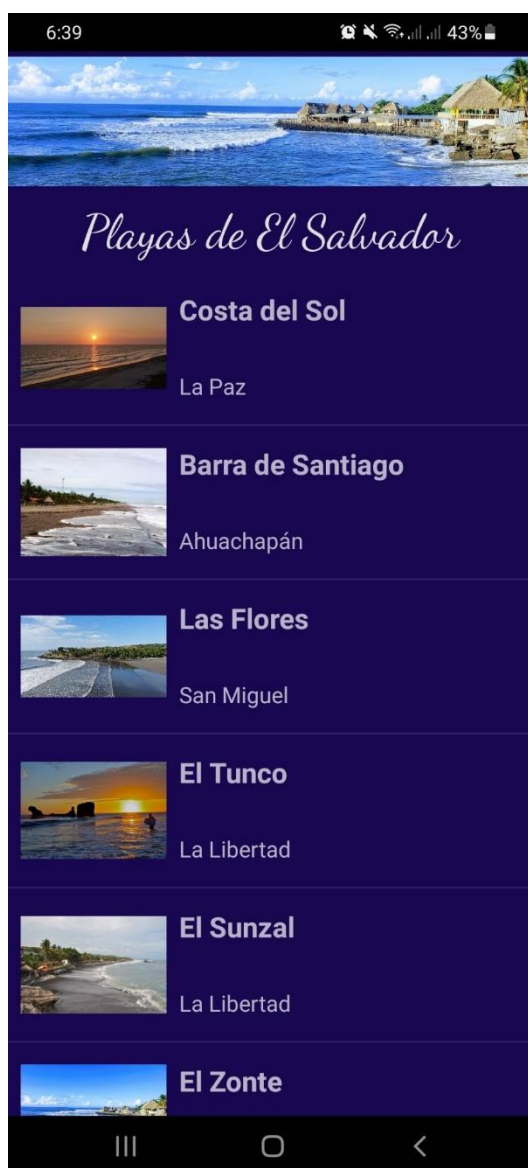 6:39
43%
Playas de El Salvador
Costa del Sol
La Paz
Barra de Santiago
Ahuachapán
Las Flores
San Miguel
El Tunco
La Libertad
El Sunzal
La Libertad
El Zonte